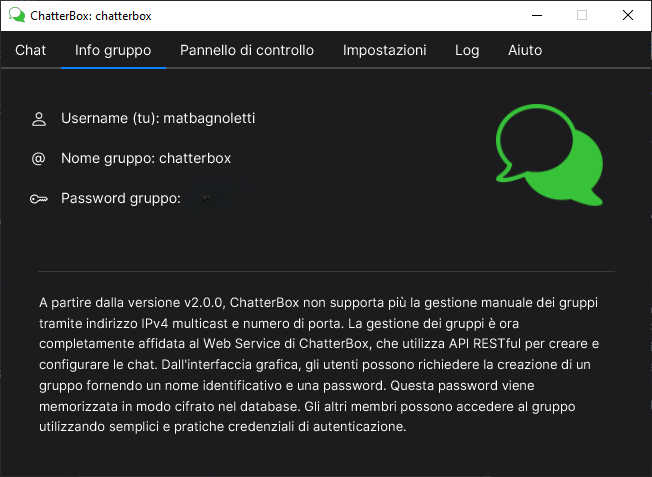 ChatterBox: chatterbox
Chat Info gruppo Pannello di controllo Impostazioni Log Aiuto
Username (tu): matbagnoletti
@ Nome gruppo: chatterbox
Password gruppo:
A partire dalla versione v2.0.0, ChatterBox non supporta più la gestione manuale dei gruppi
tramite indirizzo IPv4 multicast e numero di porta. La gestione dei gruppi è ora
completamente affidata al Web Service di ChatterBox, che utilizza API RESTful per creare e
configurare le chat. Dall'interfaccia grafica, gli utenti possono richiedere la creazione di un
gruppo fornendo un nome identificativo e una password. Questa password viene
memorizzata in modo cifrato nel database. Gli altri membri possono accedere al gruppo
utilizzando semplici e pratiche credenziali di autenticazione.